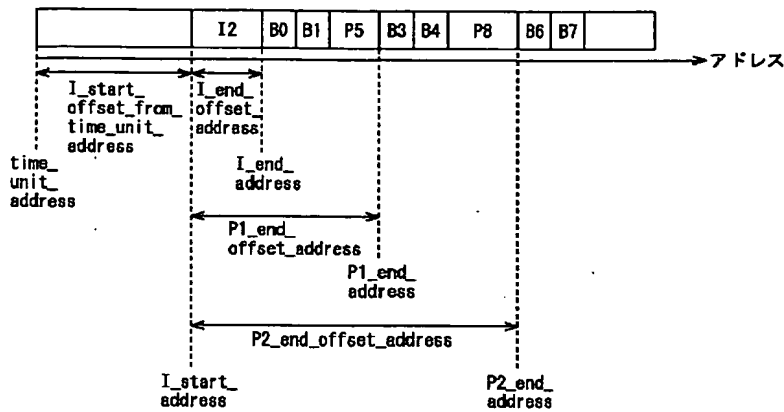 I2 B0 B1 P5 B3 B4 P8 B6 B7
アドレス
I_start_
offset_from_
time_unit_
address
I_end_
offset_
address
time_
unit_
address
I_end_
address
P1_end_
offset_address
P1_end_
address
P2_end_offset_address
I_start_
address
P2_end_
address